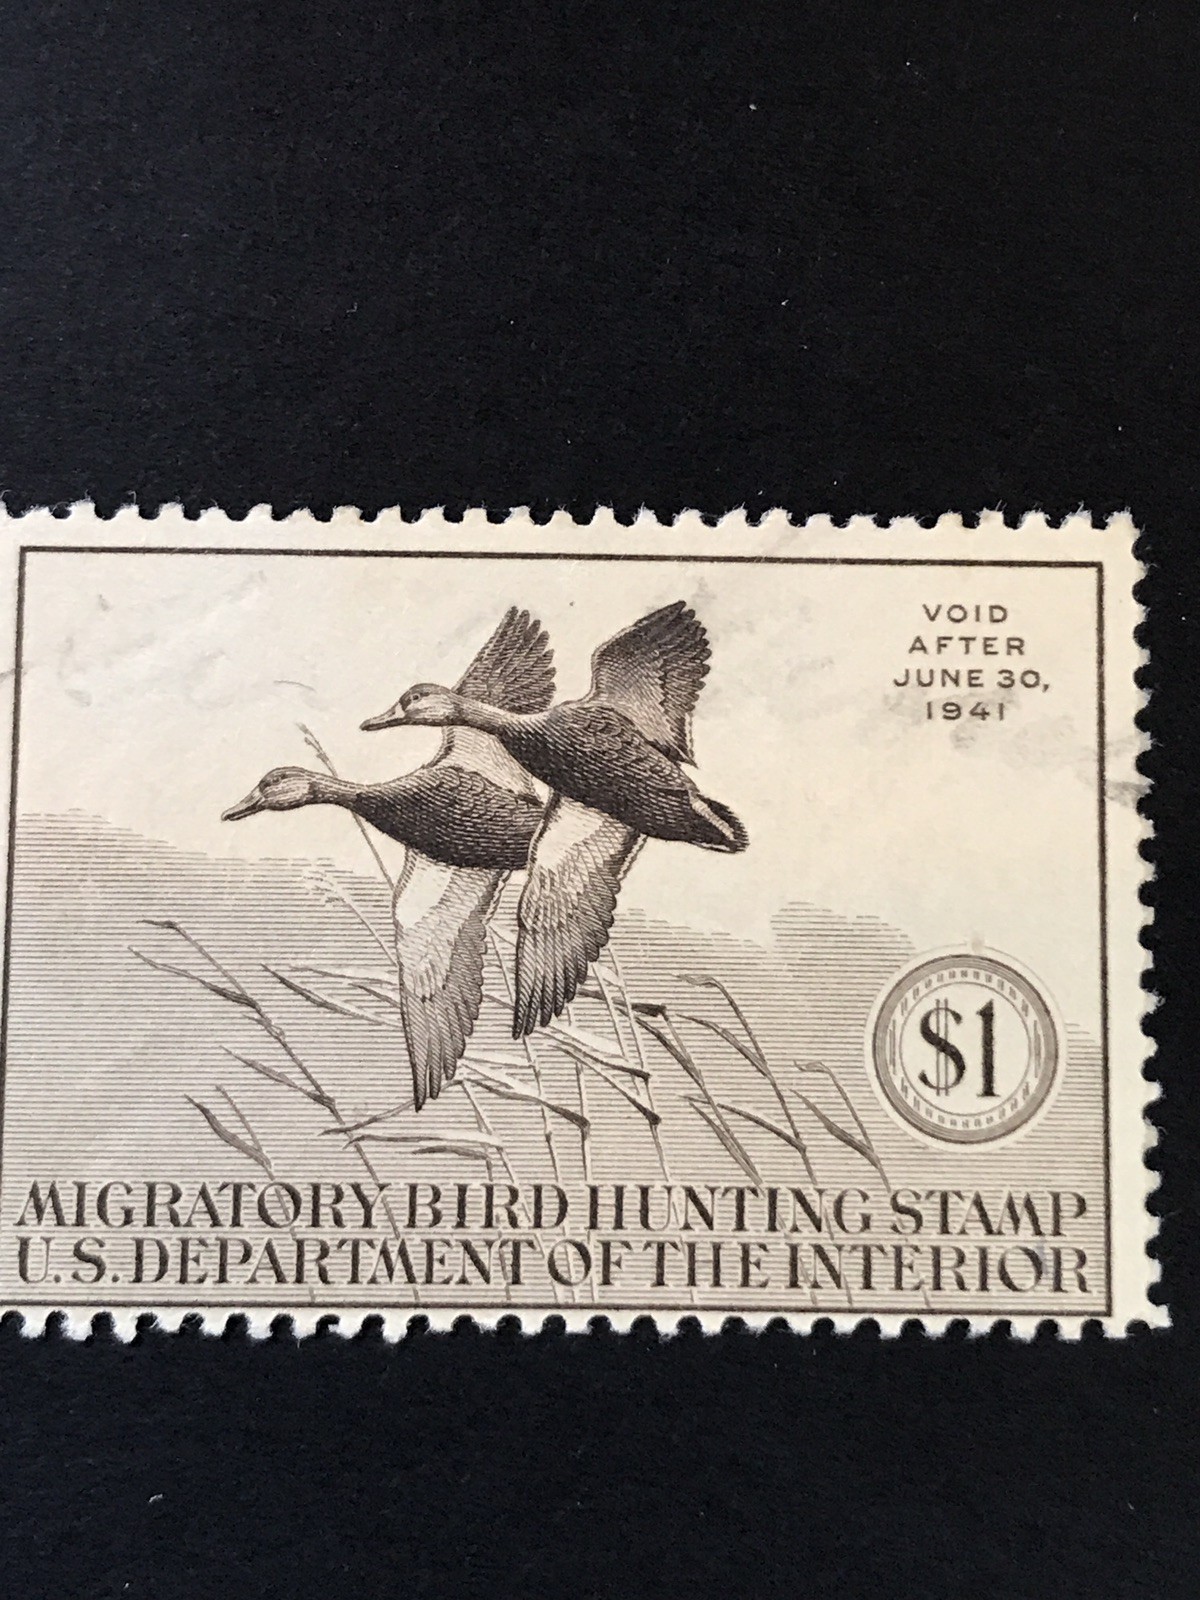 VOID
AFTER
JUNE 30,
1941
$1
MIGRATORY BIRD HUNTING STAMP
U.S. DEPARTMENT OF THE INTERIOR